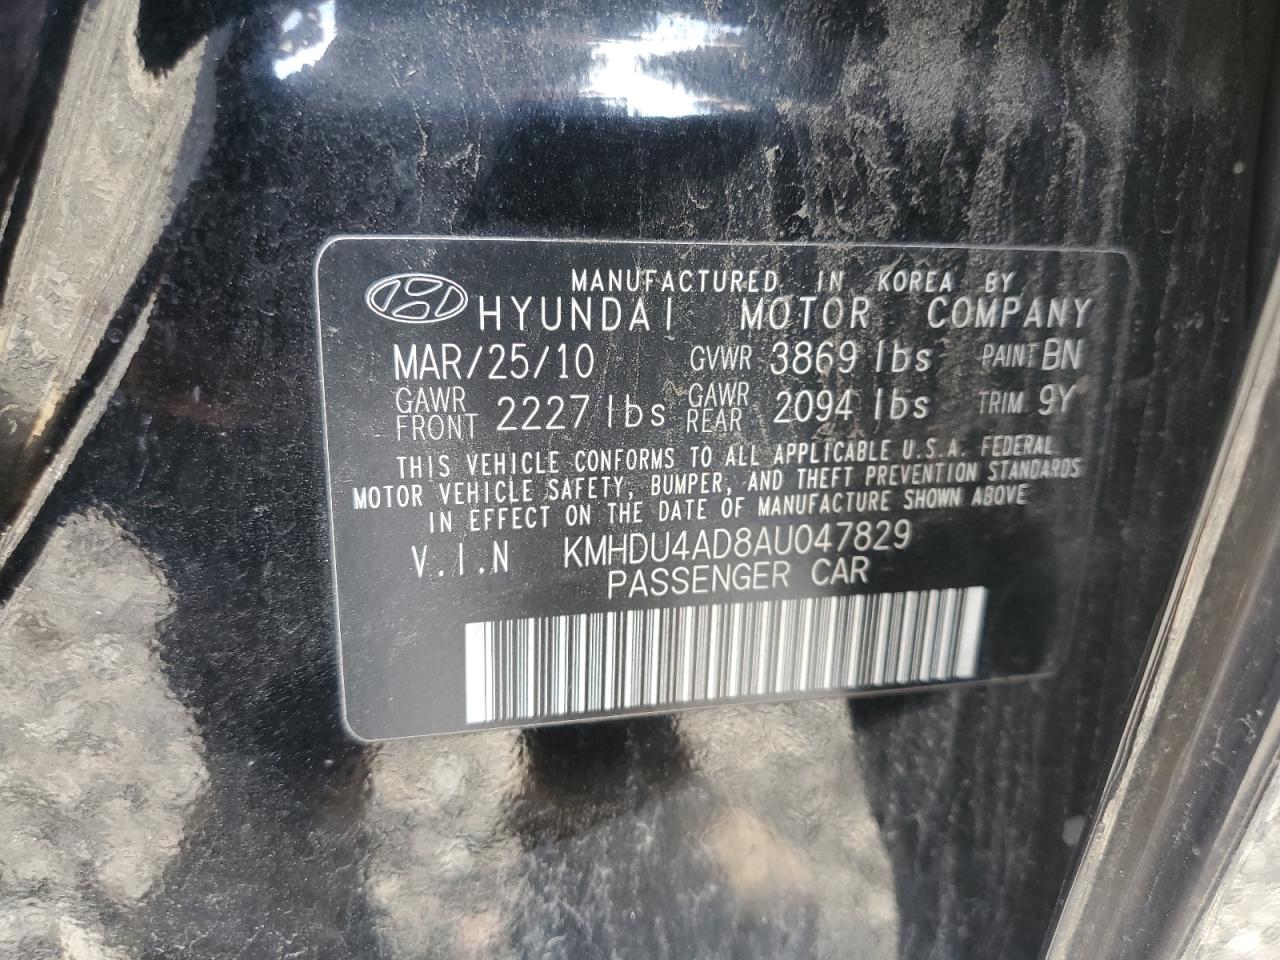 MANUFACTURED IN KOREA BY
HYUNDAI MOTOR COMPANY
MAR/25/10 GVWR 3869 lbs PAINT BN
GAWR FRONT 2227 lbs GAWR REAR 2094 lbs TRIM 9Y
THIS VEHICLE CONFORMS TO ALL APPLICABLE U.S.A. FEDERAL
MOTOR VEHICLE SAFETY, BUMPER, AND THEFT PREVENTION STANDARDS
IN EFFECT ON THE DATE OF MANUFACTURE SHOWN ABOVE
V.I.N KMHDU4AD8AU047829
PASSENGER CAR